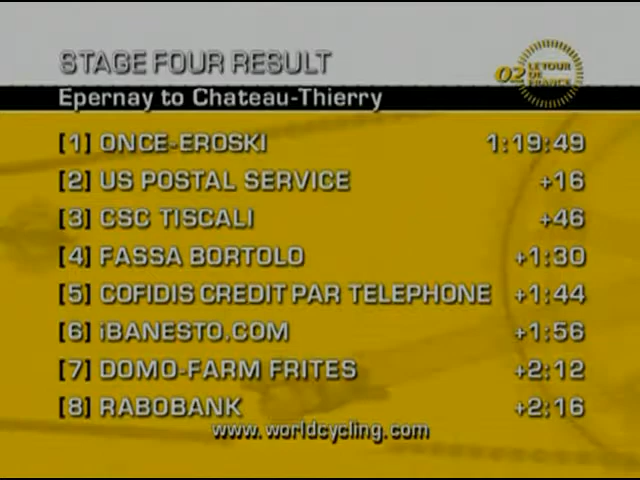 STAGE FOUR RESULT
02 LE TOUR DE FRANCE
Epernay to Chateau-Thierry
[1] ONCE-EROSKI 1:19:49
[2] US POSTAL SERVICE +16
[3] CSC TISCALI +46
[4] FASSA BORTOLO +1:30
[5] COFIDIS CREDIT PAR TELEPHONE +1:44
[6] iBANESTO.COM +1:56
[7] DOMO-FARM FRITES +2:12
[8] RABOBANK +2:16
www.worldcycling.com